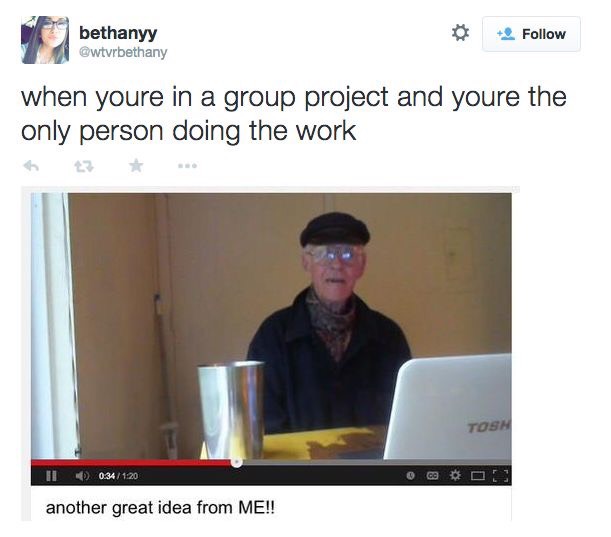 bethanyy
@wtvrbethany
Follow
when youre in a group project and youre the
only person doing the work
TOSH
0:34 / 1:20
CC
another great idea from ME!!